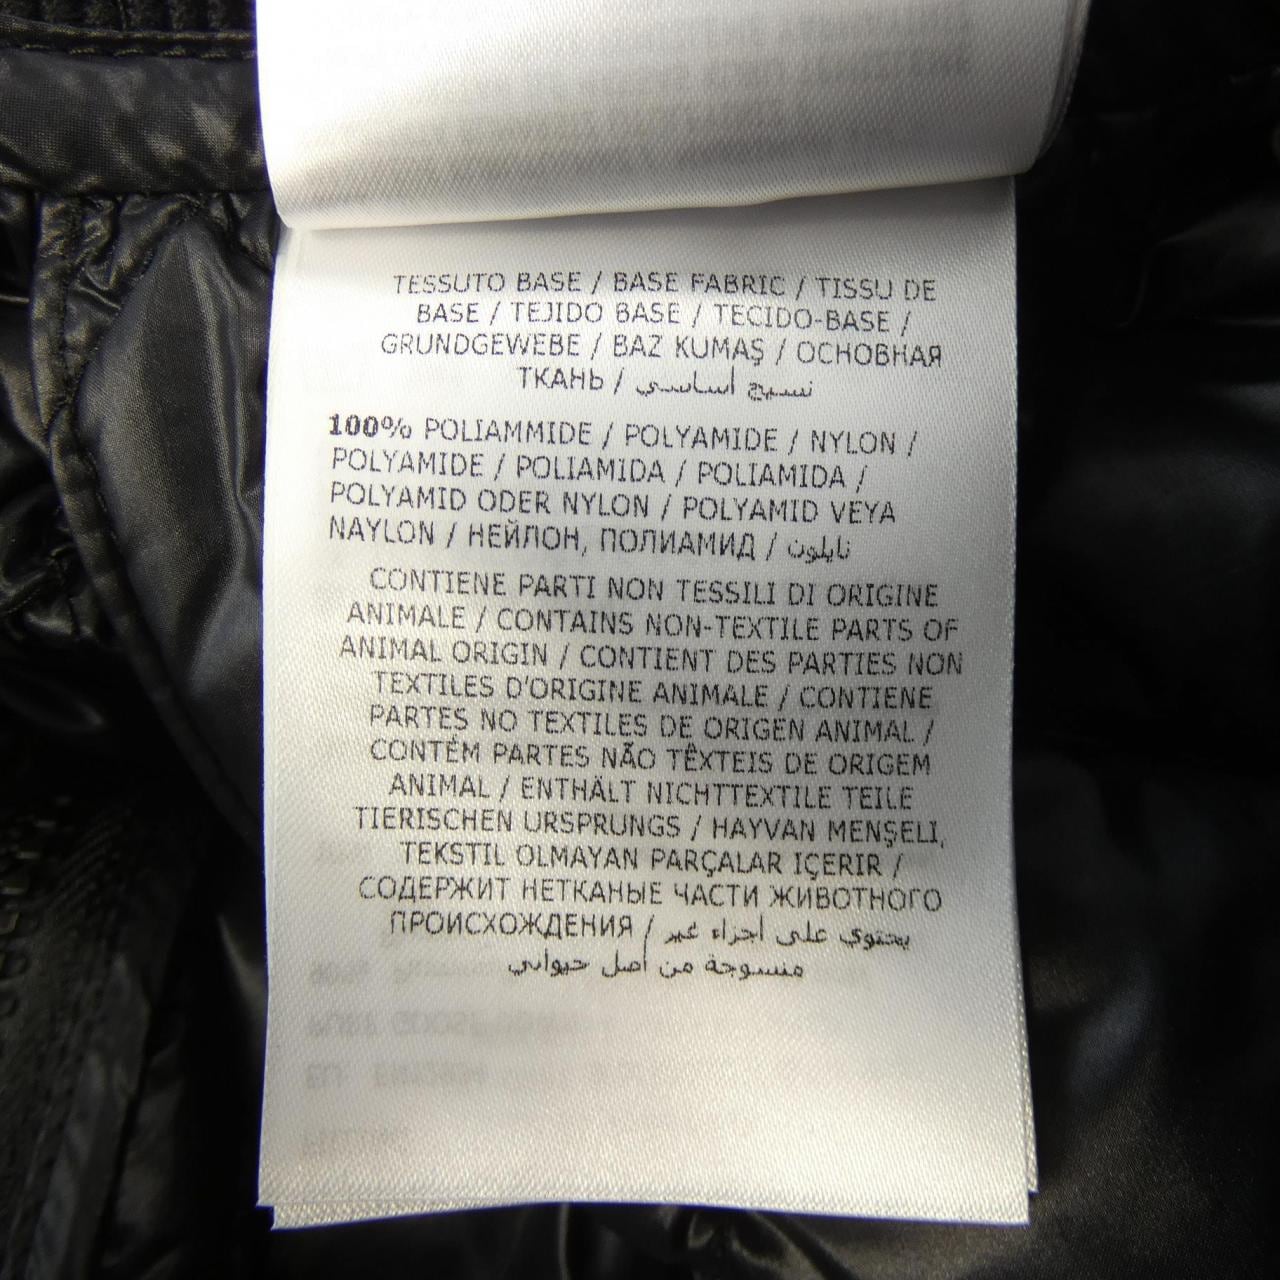 TESSUTO BASE / BASE FABRIC / TISSU DE
BASE / TEJIDO BASE / TECIDO-BASE /
GRUNDGEWEBE / BAZ KUMAŞ / ОСНОВНАЯ
ТКАНЬ / نسيج أساسي
100% POLIAMMIDE / POLYAMIDE / NYLON /
POLYAMIDE / POLIAMIDA / POLIAMIDA /
POLYAMID ODER NYLON / POLYAMID VEYA
NAYLON / НЕЙЛОН, ПОЛИАМИД / نايلون
CONTIENE PARTI NON TESSILI DI ORIGINE
ANIMALE / CONTAINS NON-TEXTILE PARTS OF
ANIMAL ORIGIN / CONTIENT DES PARTIES NON
TEXTILES D'ORIGINE ANIMALE / CONTIENE
PARTES NO TEXTILES DE ORIGEN ANIMAL /
CONTÉM PARTES NÃO TÊXTEIS DE ORIGEM
ANIMAL / ENTHÄLT NICHTTEXTILE TEILE
TIERISCHEN URSPRUNGS / HAYVAN MENŞELI,
TEKSTIL OLMAYAN PARÇALAR IÇERIR /
СОДЕРЖИТ НЕТКАНЫЕ ЧАСТИ ЖИВОТНОГО
ПРОИСХОЖДЕНИЯ / يحتوي على أجزاء غير
منسوجة من أصل حيواني